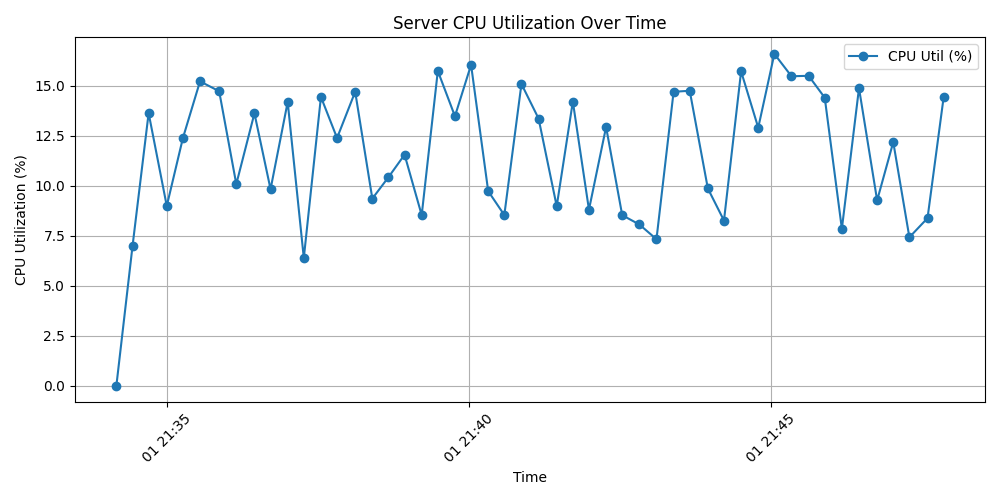 Server CPU Utilization Over Time
CPU Util (%)
CPU Utilization (%)
15.0
12.5
10.0
7.5
5.0
2.5
0.0
01 21:35
01 21:40
01 21:45
Time